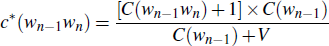 c*(wₙ₋₁wₙ) = [C(wₙ₋₁wₙ) + 1] × C(wₙ₋₁) / C(wₙ₋₁) + V